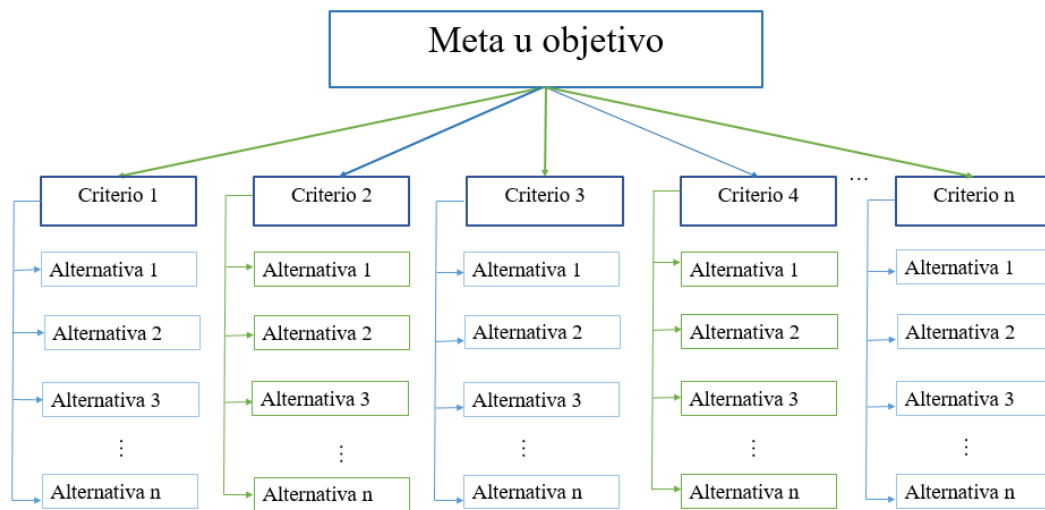 Meta u objetivo
Criterio 1
Criterio 2
Criterio 3
Criterio 4
...
Criterio n
Alternativa 1
Alternativa 1
Alternativa 1
Alternativa 1
Alternativa 1
Alternativa 2
Alternativa 2
Alternativa 2
Alternativa 2
Alternativa 2
Alternativa 3
Alternativa 3
Alternativa 3
Alternativa 3
Alternativa 3
⋮
⋮
⋮
⋮
⋮
Alternativa n
Alternativa n
Alternativa n
Alternativa n
Alternativa n